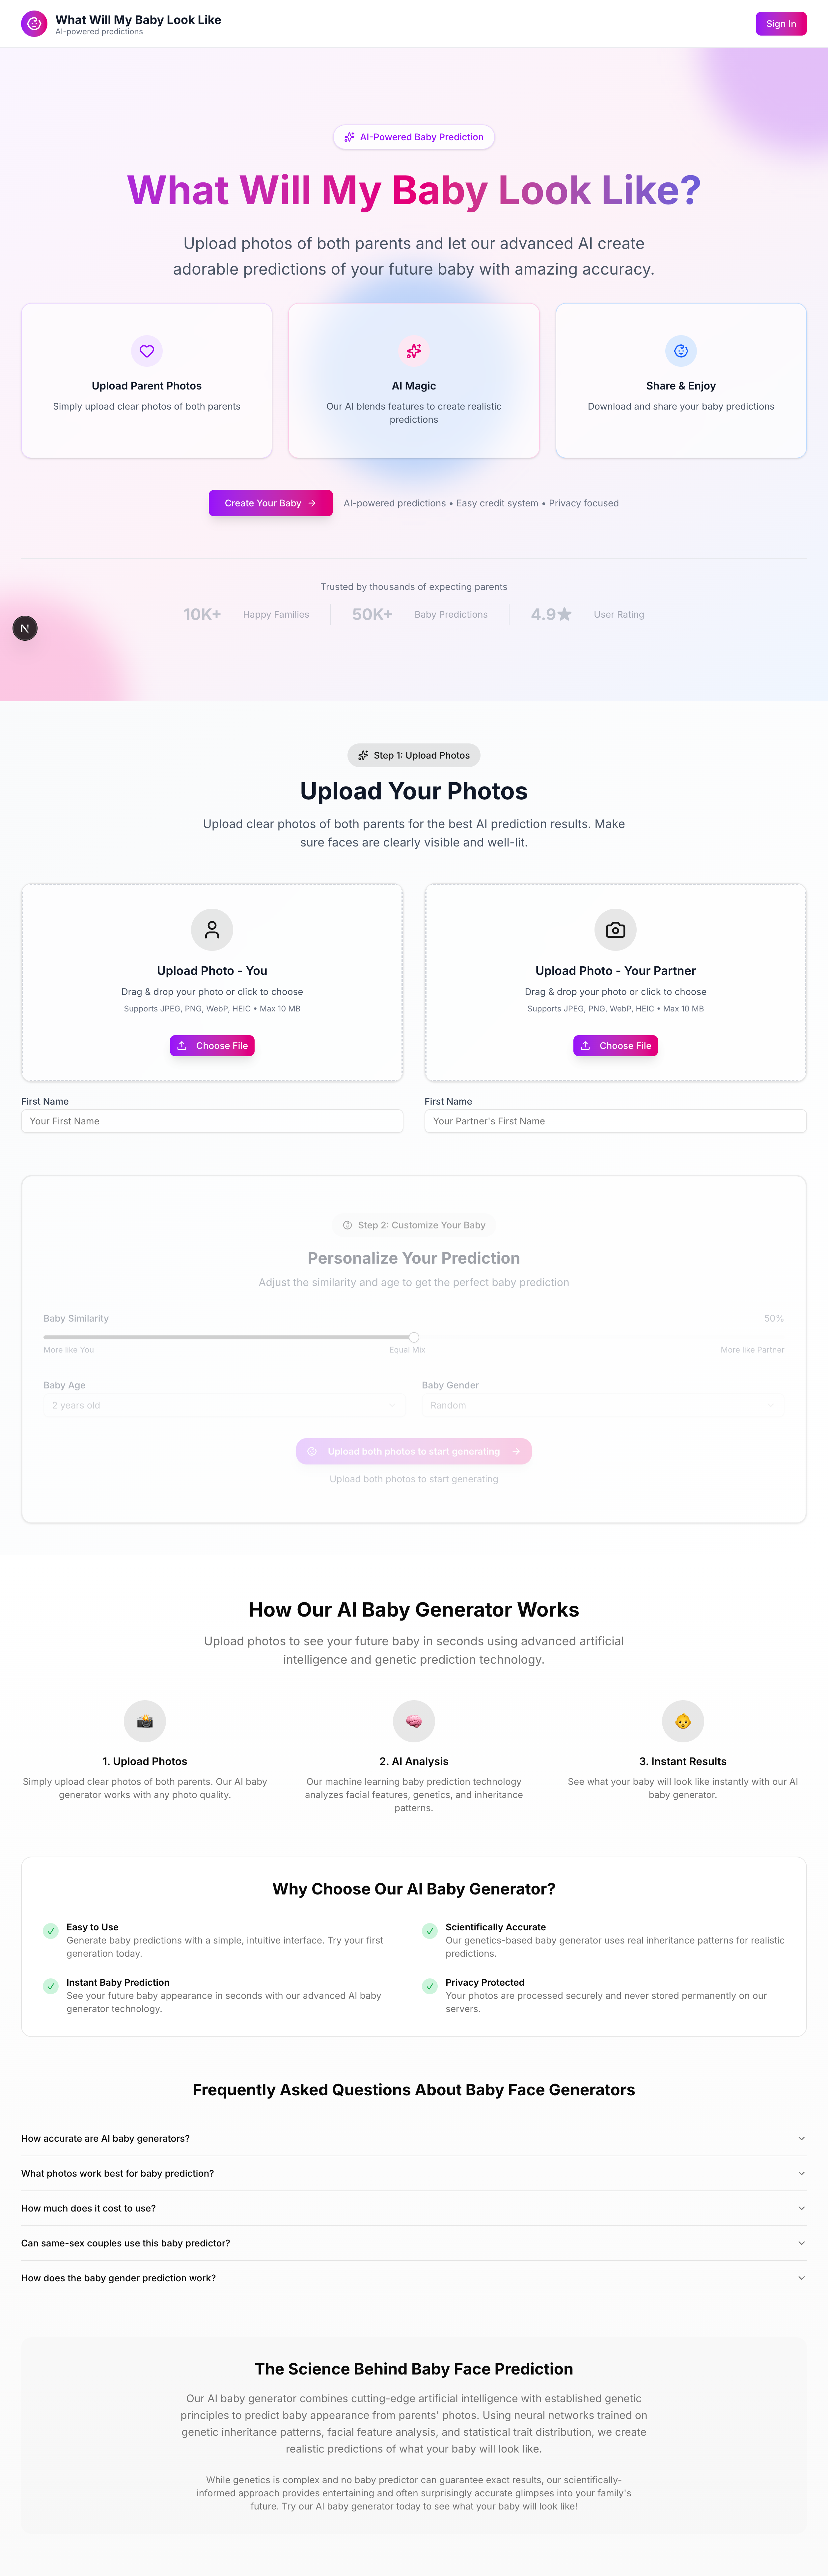 What Will My Baby Look Like
AI-powered predictions
Sign In
AI-Powered Baby Prediction
What Will My Baby Look Like?
Upload photos of both parents and let our advanced AI create
adorable predictions of your future baby with amazing accuracy.
Upload Parent Photos
Simply upload clear photos of both parents
AI Magic
Our AI blends features to create realistic
predictions
Share & Enjoy
Download and share your baby predictions
Create Your Baby
AI-powered predictions • Easy credit system • Privacy focused
Trusted by thousands of expecting parents
10K+ Happy Families
50K+ Baby Predictions
4.9★ User Rating
N
Step 1: Upload Photos
Upload Your Photos
Upload clear photos of both parents for the best AI prediction results. Make
sure faces are clearly visible and well-lit.
Upload Photo - You
Drag & drop your photo or click to choose
Supports JPEG, PNG, WebP, HEIC • Max 10 MB
Choose File
First Name
Your First Name
Upload Photo - Your Partner
Drag & drop your photo or click to choose
Supports JPEG, PNG, WebP, HEIC • Max 10 MB
Choose File
First Name
Your Partner's First Name
Step 2: Customize Your Baby
Personalize Your Prediction
Adjust the similarity and age to get the perfect baby prediction
Baby Similarity 50%
More like You Equal Mix More like Partner
Baby Age
2 years old
Baby Gender
Random
Upload both photos to start generating
Upload both photos to start generating
How Our AI Baby Generator Works
Upload photos to see your future baby in seconds using advanced artificial
intelligence and genetic prediction technology.
1. Upload Photos
Simply upload clear photos of both parents. Our AI baby
generator works with any photo quality.
2. AI Analysis
Our machine learning baby prediction technology
analyzes facial features, genetics, and inheritance
patterns.
3. Instant Results
See what your baby will look like instantly with our AI
baby generator.
Why Choose Our AI Baby Generator?
Easy to Use
Generate baby predictions with a simple, intuitive interface. Try your first
generation today.
Scientifically Accurate
Our genetics-based baby generator uses real inheritance patterns for realistic
predictions.
Instant Baby Prediction
See your future baby appearance in seconds with our advanced AI baby
generator technology.
Privacy Protected
Your photos are processed securely and never stored permanently on our
servers.
Frequently Asked Questions About Baby Face Generators
How accurate are AI baby generators?
What photos work best for baby prediction?
How much does it cost to use?
Can same-sex couples use this baby predictor?
How does the baby gender prediction work?
The Science Behind Baby Face Prediction
Our AI baby generator combines cutting-edge artificial intelligence with established genetic
principles to predict baby appearance from parents' photos. Using neural networks trained on
genetic inheritance patterns, facial feature analysis, and statistical trait distribution, we create
realistic predictions of what your baby will look like.
While genetics is complex and no baby predictor can guarantee exact results, our scientifically-
informed approach provides entertaining and often surprisingly accurate glimpses into your family's
future. Try our AI baby generator today to see what your baby will look like!